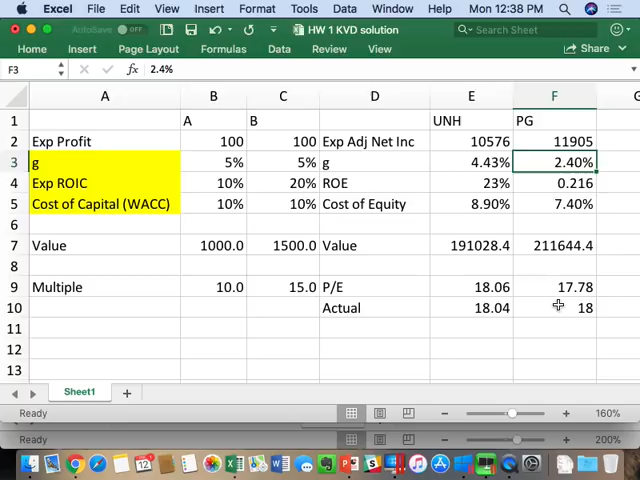 Excel File Edit View Insert Format Tools Data Window Help Mon 12:38 PM
AutoSave OFF HW 1 KVD solution Search Sheet
Home Insert Page Layout Formulas Data Review Share
F3 fx 2.4%
A B C D E F G
1 A B UNH PG
2 Exp Profit 100 100 Exp Adj Net Inc 10576 11905
3 g 5% 5% g 4.43% 2.40%
4 Exp ROIC 10% 20% ROE 23% 0.216
5 Cost of Capital (WACC) 10% 10% Cost of Equity 8.90% 7.40%
6
7 Value 1000.0 1500.0 Value 191028.4 211644.4
8
9 Multiple 10.0 15.0 P/E 18.06 17.78
10 Actual 18.04 18
11
12
13
Sheet1
Ready 160%
Ready 200%